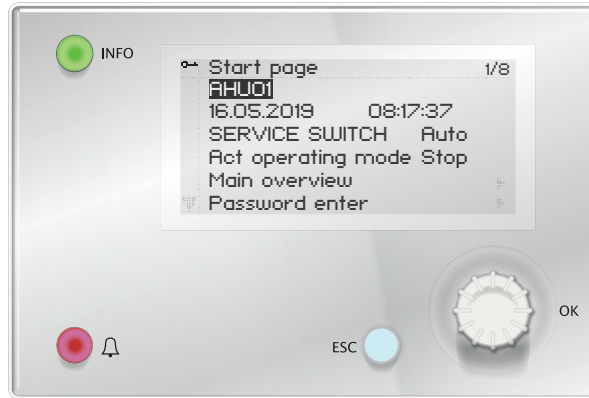 INFO
Start page 1/8
AHU01
16.05.2019 08:17:37
SERVICE SWITCH Auto
Act operating mode Stop
Main overview
Password enter
OK
ESC